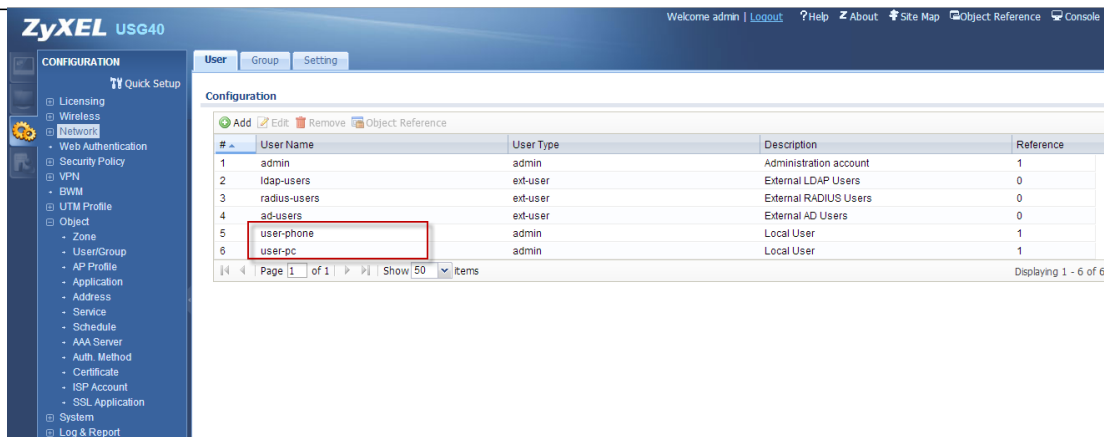 ZyXEL USG40
Welcome admin | Logout ?Help Z About Site Map Object Reference Console
CONFIGURATION
User Group Setting
Quick Setup
Configuration
Licensing
Wireless
Network
Web Authentication
Security Policy
VPN
BWM
UTM Profile
Object
Zone
User/Group
AP Profile
Application
Address
Service
Schedule
AAA Server
Auth. Method
Certificate
ISP Account
SSL Application
System
Log & Report
Add Edit Remove Object Reference
# User Name User Type Description Reference
1 admin admin Administration account 1
2 ldap-users ext-user External LDAP Users 0
3 radius-users ext-user External RADIUS Users 0
4 ad-users ext-user External AD Users 0
5 user-phone admin Local User 1
6 user-pc admin Local User 1
Page 1 of 1 Show 50 items
Displaying 1 - 6 of 6